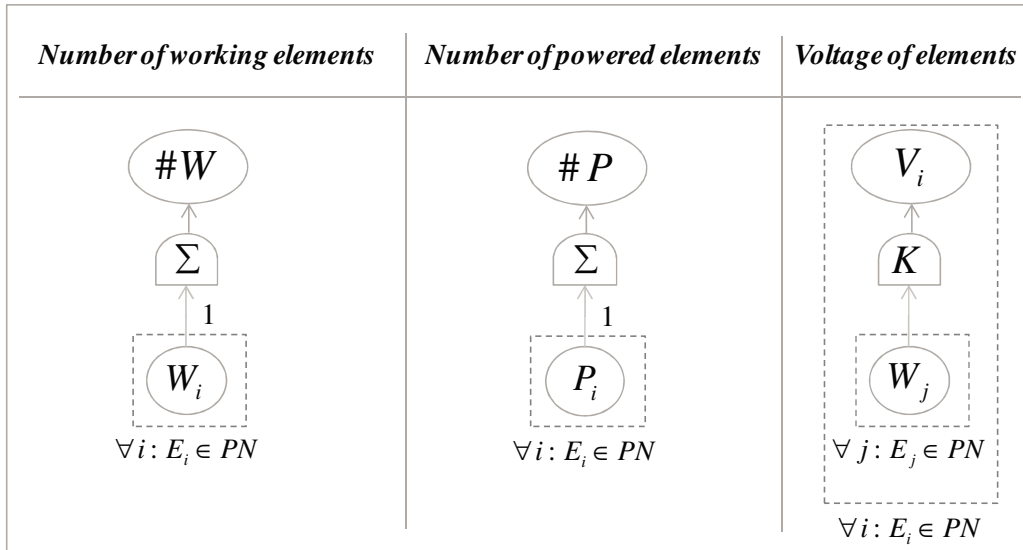 Number of working elements
Number of powered elements
Voltage of elements
#W
Σ
1
W_i
∀ i : E_i ∈ PN
# P
Σ
1
P_i
∀ i : E_i ∈ PN
V_i
K
W_j
∀ j : E_j ∈ PN
∀ i : E_i ∈ PN